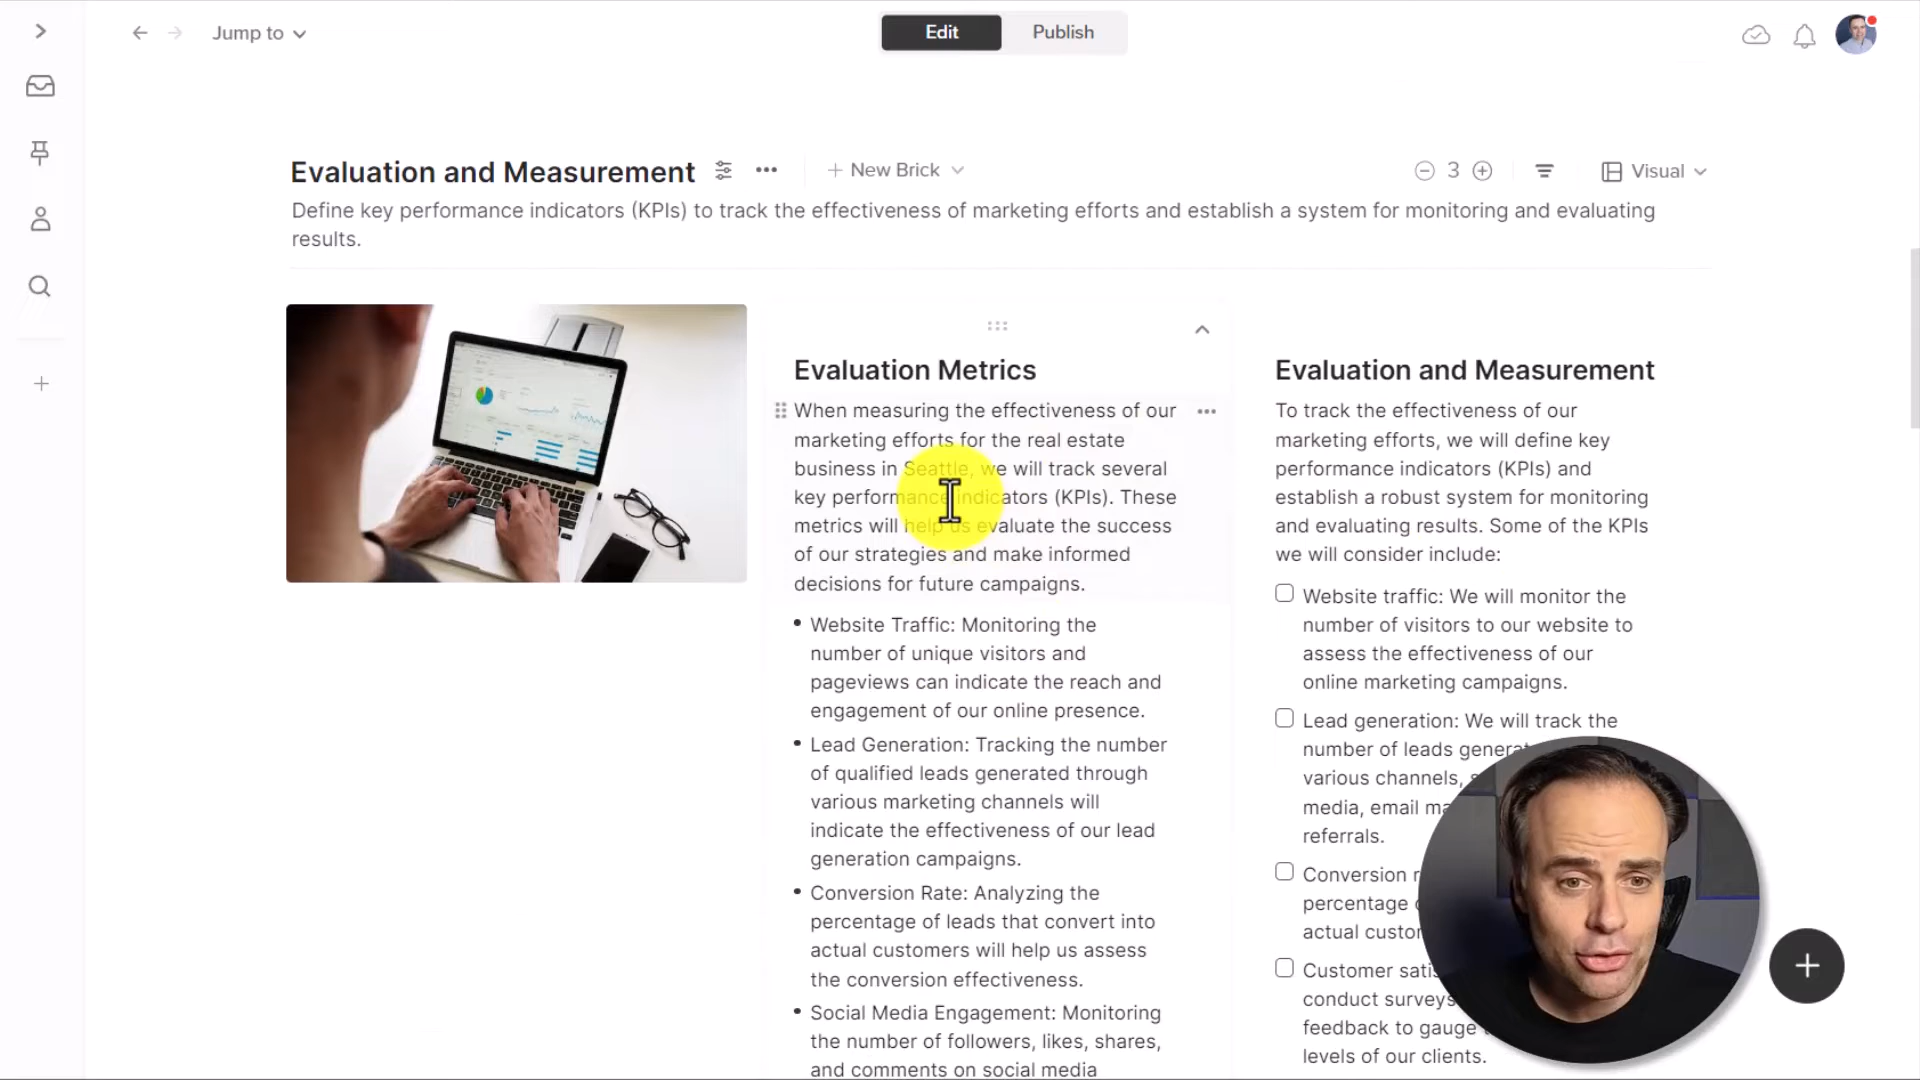 Jump to
Edit
Publish
Evaluation and Measurement
New Brick
3
Visual
Define key performance indicators (KPIs) to track the effectiveness of marketing efforts and establish a system for monitoring and evaluating
results.
Evaluation Metrics
When measuring the effectiveness of our
marketing efforts for the real estate
business in Seattle, we will track several
key performance indicators (KPIs). These
metrics will help us evaluate the success
of our strategies and make informed
decisions for future campaigns.
• Website Traffic: Monitoring the
number of unique visitors and
pageviews can indicate the reach and
engagement of our online presence.
• Lead Generation: Tracking the number
of qualified leads generated through
various marketing channels will
indicate the effectiveness of our lead
generation campaigns.
• Conversion Rate: Analyzing the
percentage of leads that convert into
actual customers will help us assess
the conversion effectiveness.
• Social Media Engagement: Monitoring
the number of followers, likes, shares,
and comments on social media
Evaluation and Measurement
To track the effectiveness of our
marketing efforts, we will define key
performance indicators (KPIs) and
establish a robust system for monitoring
and evaluating results. Some of the KPIs
we will consider include:
Website traffic: We will monitor the
number of visitors to our website to
assess the effectiveness of our
online marketing campaigns.
Lead generation: We will track the
number of leads
various channels,
media, email
referrals.
Conversion
percentage
actual
Customer
conduct surveys
feedback to gauge
levels of our clients.